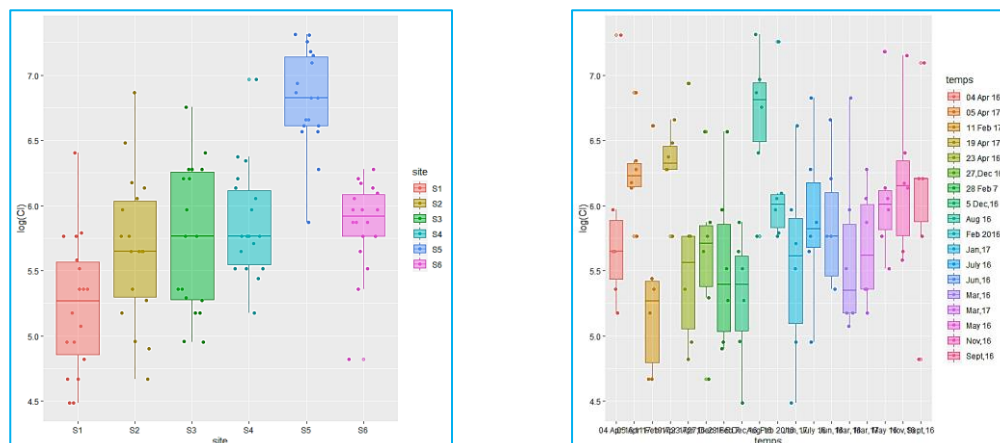 7.0
6.5
6.0
5.5
5.0
4.5
log(Cl)
S1 S2 S3 S4 S5 S6
site
site
S1
S2
S3
S4
S5
S6
7.0
6.5
6.0
5.5
5.0
4.5
log(Cl)
temps
temps
04 Apr 16
05 Apr 17
11 Feb 17
19 Apr 17
23 Apr 16
27,Dec 16
28 Feb 7
5 Dec,16
Aug 16
Feb 2016
Jan,17
July 16
Jun,16
Mar,16
Mar,17
May 16
Nov,16
Sept,16